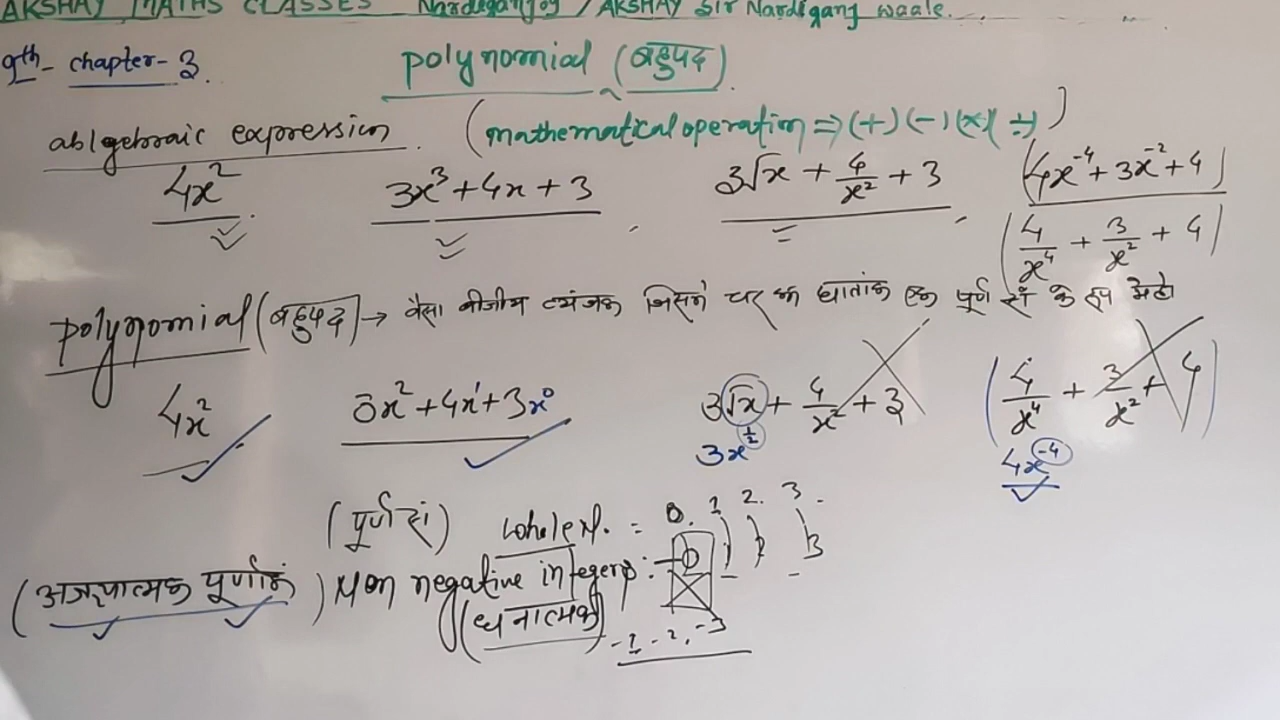 AKSHAY MATHS CLASSES Nardiganj / AKSHAY Sir Nardigang waale.
9th - chapter - 3.
polynomial (बहुपद)
ablgebraic expression. (mathematical operation ⇒ (+) (-) (×) (÷))
4x² 3x³ + 4x + 3 , 3√x + 4/x² + 3 , (4x⁻⁴ + 3x⁻² + 4)
(4/x⁴ + 3/x² + 4)
polynomial (बहुपद) → वैसा बीजीय व्यंजक जिसमे चर का घातांक एक पूर्ण सं के रूप मे हो
4x² 5x² + 4x¹ + 3x⁰ 3√x + 4/x² + 3 (4/x⁴ + 3/x² + 4)
3x^½ 4x⁻⁴
(पूर्ण सं) whole N. = 0, 1, 2, 3
(अऋणात्मक पूर्णांक) Non negative integers :- 0 1 2 3
(धनात्मक) -1 -2, -3